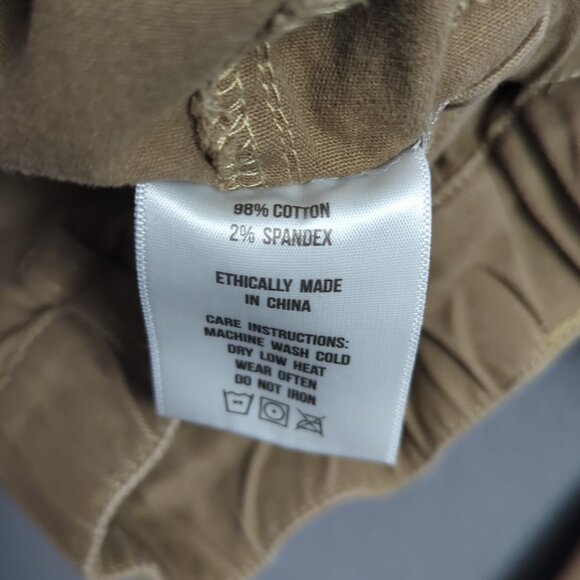 98% COTTON
2% SPANDEX
ETHICALLY MADE
IN CHINA
CARE INSTRUCTIONS:
MACHINE WASH COLD
DRY LOW HEAT
WEAR OFTEN
DO NOT IRON